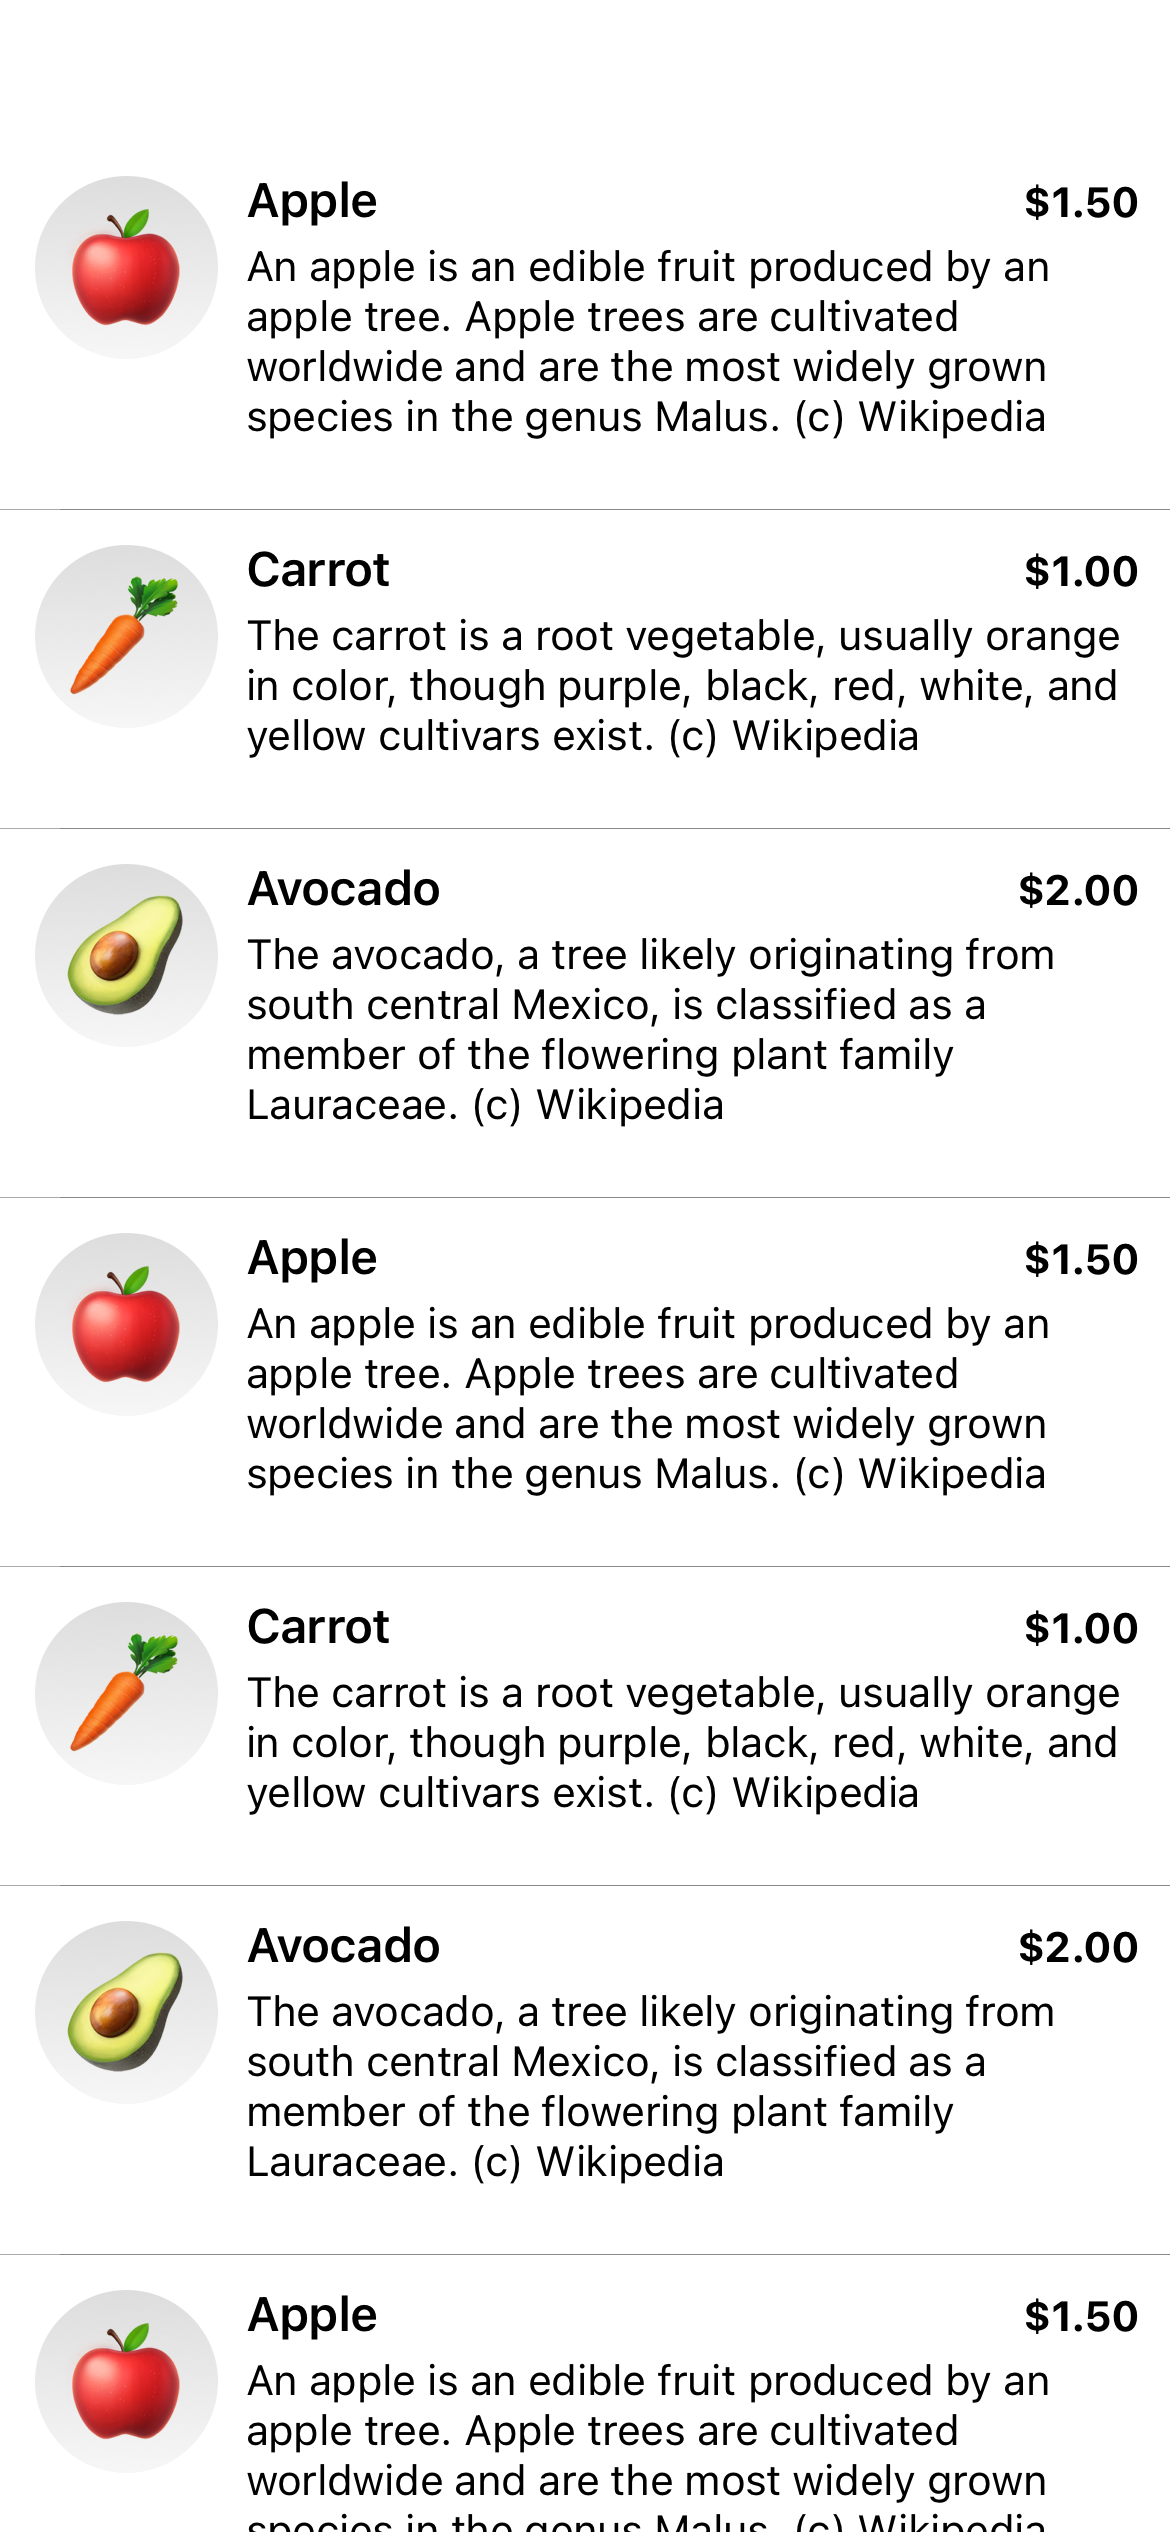 Apple $1.50
An apple is an edible fruit produced by an
apple tree. Apple trees are cultivated
worldwide and are the most widely grown
species in the genus Malus. (c) Wikipedia
Carrot $1.00
The carrot is a root vegetable, usually orange
in color, though purple, black, red, white, and
yellow cultivars exist. (c) Wikipedia
Avocado $2.00
The avocado, a tree likely originating from
south central Mexico, is classified as a
member of the flowering plant family
Lauraceae. (c) Wikipedia
Apple $1.50
An apple is an edible fruit produced by an
apple tree. Apple trees are cultivated
worldwide and are the most widely grown
species in the genus Malus. (c) Wikipedia
Carrot $1.00
The carrot is a root vegetable, usually orange
in color, though purple, black, red, white, and
yellow cultivars exist. (c) Wikipedia
Avocado $2.00
The avocado, a tree likely originating from
south central Mexico, is classified as a
member of the flowering plant family
Lauraceae. (c) Wikipedia
Apple $1.50
An apple is an edible fruit produced by an
apple tree. Apple trees are cultivated
worldwide and are the most widely grown
species in the genus Malus. (c) Wikipedia